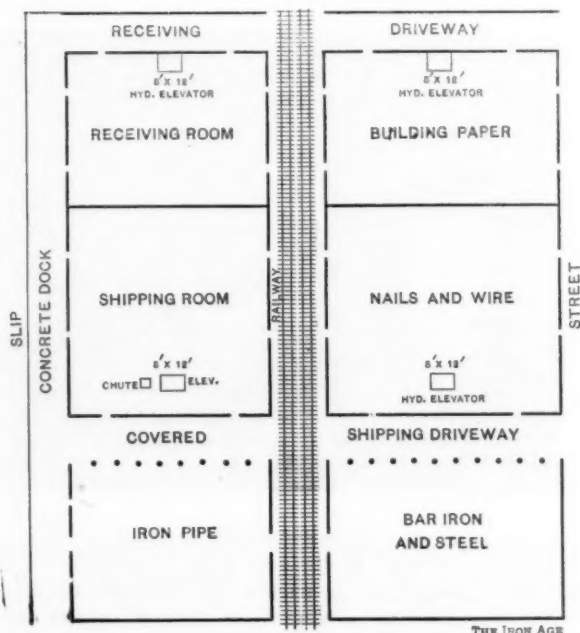 RECEIVING DRIVEWAY
8' X 12'
HYD. ELEVATOR
8' X 12'
HYD. ELEVATOR
RECEIVING ROOM
BUILDING PAPER
SLIP
CONCRETE DOCK
RAILWAY
STREET
SHIPPING ROOM
NAILS AND WIRE
8' X 12'
CHUTE ELEV.
HYD. ELEVATOR
COVERED SHIPPING DRIVEWAY
IRON PIPE
BAR IRON
AND STEEL
THE IRON AGE